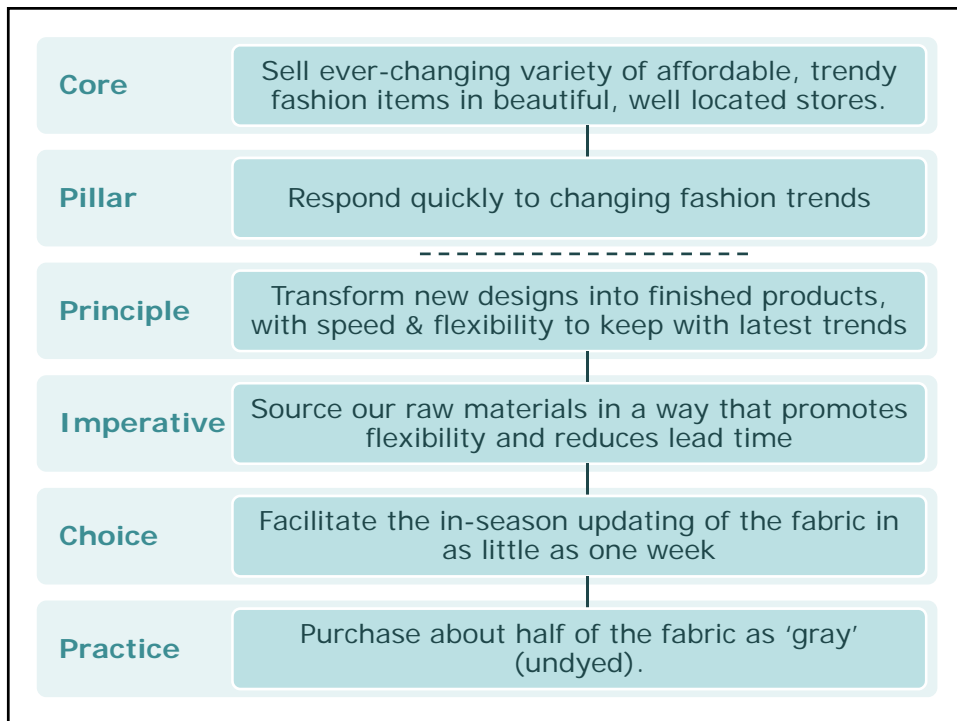 Core
Sell ever-changing variety of affordable, trendy
fashion items in beautiful, well located stores.
Pillar
Respond quickly to changing fashion trends
Principle
Transform new designs into finished products,
with speed & flexibility to keep with latest trends
Imperative
Source our raw materials in a way that promotes
flexibility and reduces lead time
Choice
Facilitate the in-season updating of the fabric in
as little as one week
Practice
Purchase about half of the fabric as ‘gray’
(undyed).